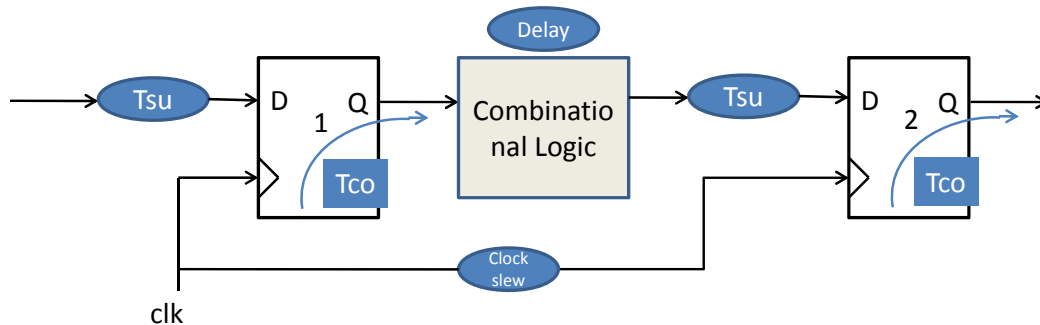 Delay
Tsu
D
Q
1
Tco
Combinatio
nal Logic
Tsu
D
Q
2
Tco
Clock
slew
clk